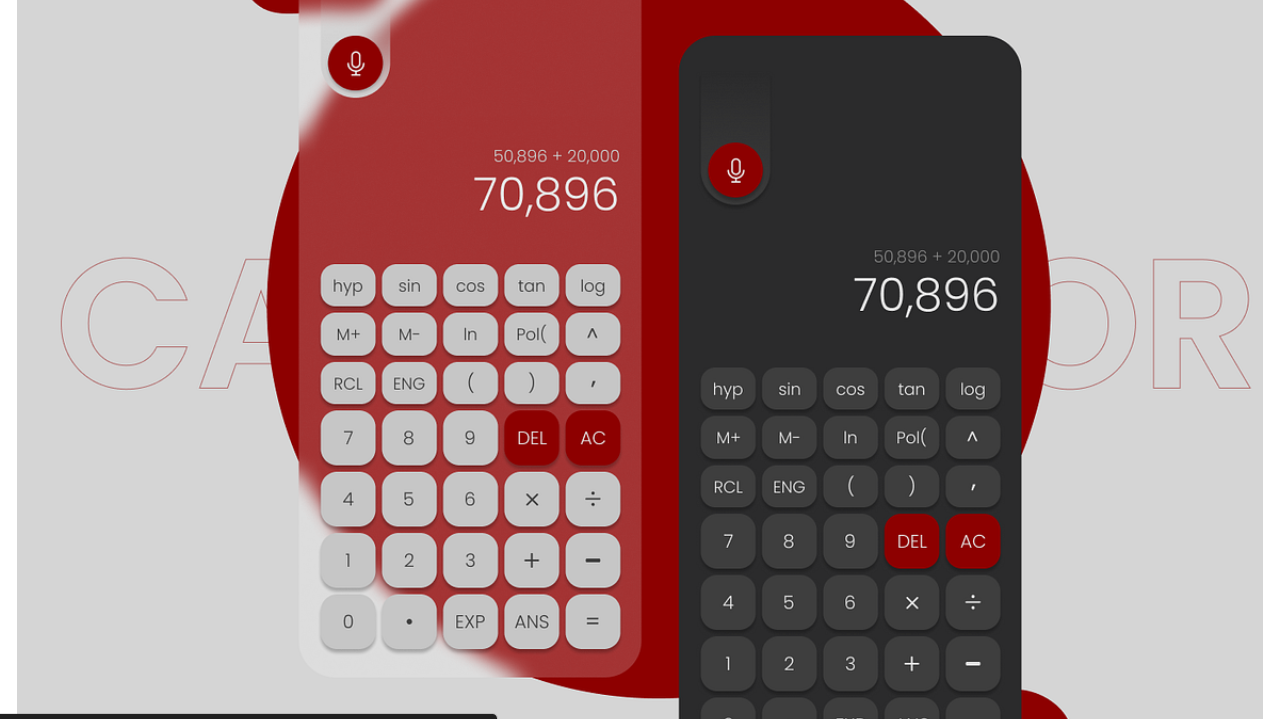 CA
OR
50,896 + 20,000
70,896
hyp sin cos tan log
M+ M- ln Pol( ^
RCL ENG ( ) ,
7 8 9 DEL AC
4 5 6 × ÷
1 2 3 + −
0 • EXP ANS =
50,896 + 20,000
70,896
hyp sin cos tan log
M+ M- ln Pol( ^
RCL ENG ( ) ,
7 8 9 DEL AC
4 5 6 × ÷
1 2 3 + −